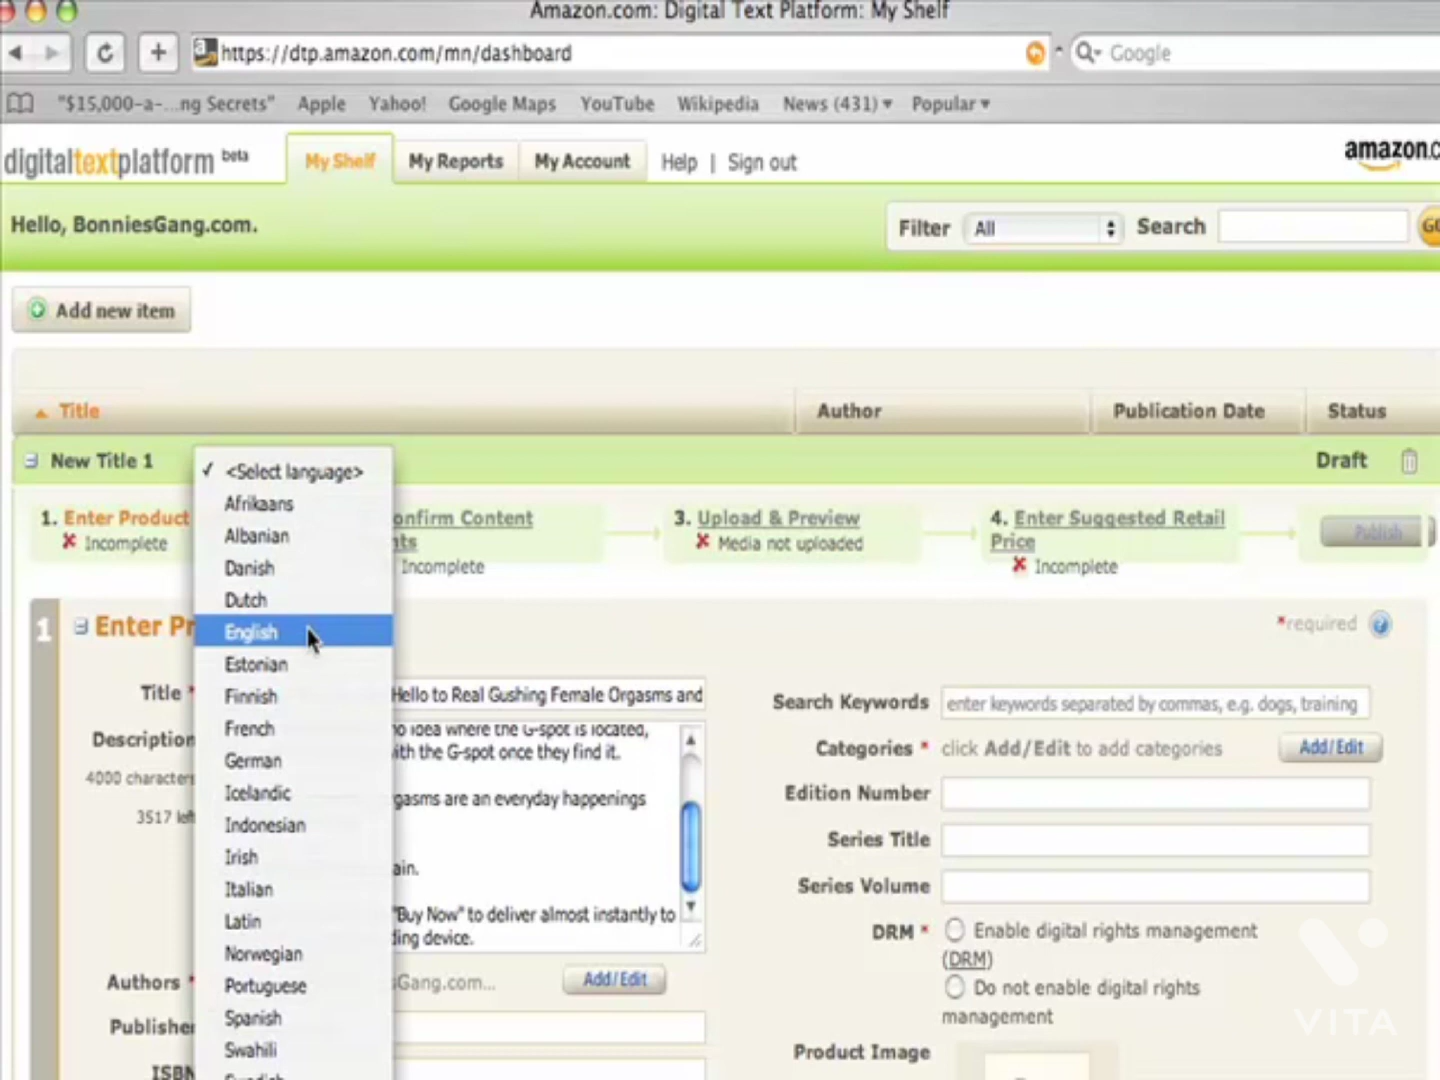 Amazon.com: Digital Text Platform: My Shelf
https://dtp.amazon.com/mn/dashboard
Google
"$15,000-a-...ng Secrets" Apple Yahoo! Google Maps YouTube Wikipedia News (431) Popular
digitaltextplatform beta
My Shelf My Reports My Account Help | Sign out
amazon.c
Hello, BonniesGang.com.
Filter All Search GO
Add new item
Title Author Publication Date Status
New Title 1 Draft
<Select language>
Afrikaans
Albanian
Danish
Dutch
English
Estonian
Finnish
French
German
Icelandic
Indonesian
Irish
Italian
Latin
Norwegian
Portuguese
Spanish
Swahili
1. Enter Product
Incomplete
onfirm Content
ts
Incomplete
3. Upload & Preview
Media not uploaded
4. Enter Suggested Retail
Price
Incomplete
Publish
1 Enter Pr
*required ?
Title *
Hello to Real Gushing Female Orgasms and
Description
4000 characters
3517 left
no idea where the G-spot is located,
ith the G-spot once they find it.
gasms are an everyday happenings
ain.
"Buy Now" to deliver almost instantly to
ding device.
Authors * sGang.com... Add/Edit
Publisher
ISBN
Search Keywords enter keywords separated by commas, e.g. dogs, training
Categories * click Add/Edit to add categories Add/Edit
Edition Number
Series Title
Series Volume
DRM * Enable digital rights management
(DRM)
Do not enable digital rights
management
Product Image
VITA